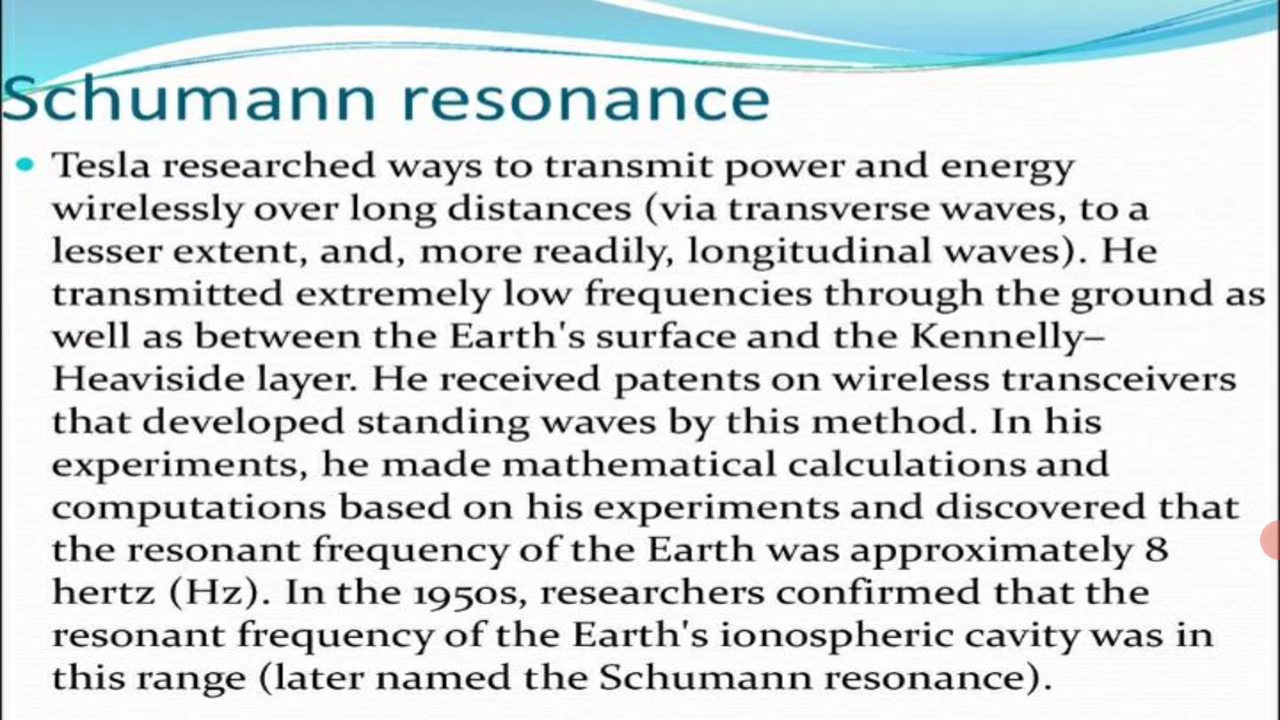 Schumann resonance
• Tesla researched ways to transmit power and energy
wirelessly over long distances (via transverse waves, to a
lesser extent, and, more readily, longitudinal waves). He
transmitted extremely low frequencies through the ground as
well as between the Earth's surface and the Kennelly–
Heaviside layer. He received patents on wireless transceivers
that developed standing waves by this method. In his
experiments, he made mathematical calculations and
computations based on his experiments and discovered that
the resonant frequency of the Earth was approximately 8
hertz (Hz). In the 1950s, researchers confirmed that the
resonant frequency of the Earth's ionospheric cavity was in
this range (later named the Schumann resonance).